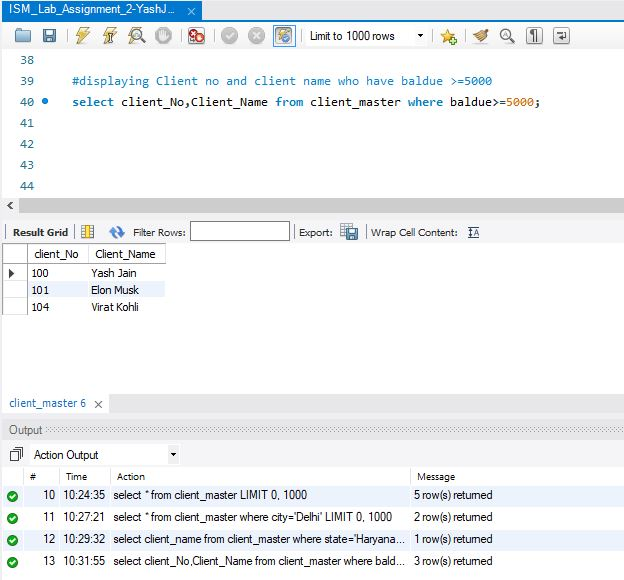 ISM_Lab_Assignment_2-YashJ... ×
Limit to 1000 rows
38
39 #displaying Client no and client name who have baldue >=5000
40 select client_No,Client_Name from client_master where baldue>=5000;
41
42
43
44
Result Grid Filter Rows: Export: Wrap Cell Content:
client_No Client_Name
100 Yash Jain
101 Elon Musk
104 Virat Kohli
client_master 6 ×
Output
Action Output
# Time Action Message
10 10:24:35 select * from client_master LIMIT 0, 1000 5 row(s) returned
11 10:27:21 select * from client_master where city='Delhi' LIMIT 0, 1000 2 row(s) returned
12 10:29:32 select client_name from client_master where state='Haryana... 1 row(s) returned
13 10:31:55 select client_No,Client_Name from client_master where bald... 3 row(s) returned